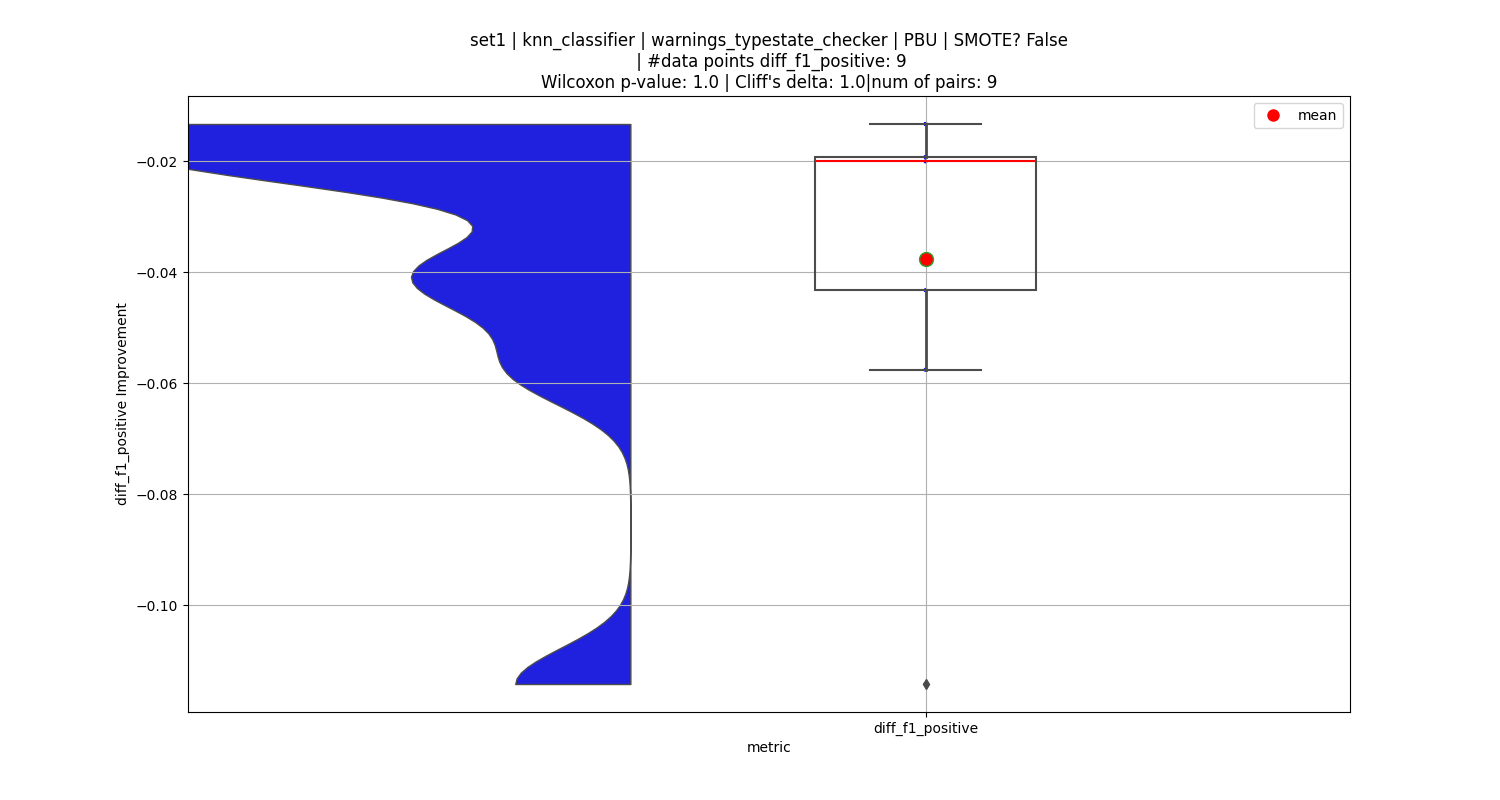 set1 | knn_classifier | warnings_typestate_checker | PBU | SMOTE? False
| #data points diff_f1_positive: 9
Wilcoxon p-value: 1.0 | Cliff's delta: 1.0|num of pairs: 9
mean
−0.02
−0.04
−0.06
−0.08
−0.10
diff_f1_positive Improvement
diff_f1_positive
metric